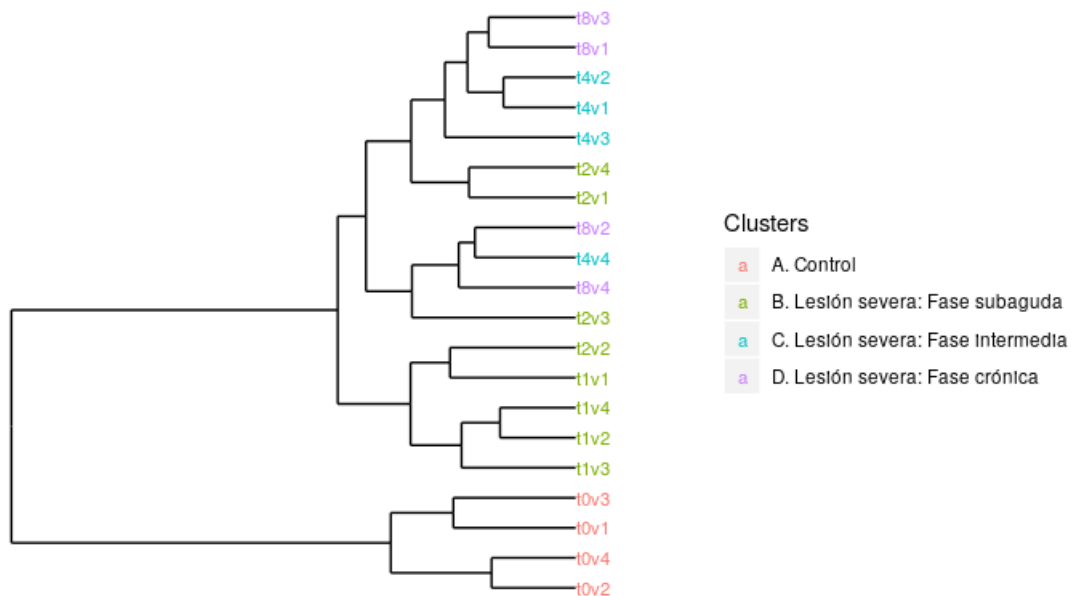 t8v3
t8v1
t4v2
t4v1
t4v3
t2v4
t2v1
t8v2
t4v4
t8v4
t2v3
t2v2
t1v1
t1v4
t1v2
t1v3
t0v3
t0v1
t0v4
t0v2
Clusters
a A. Control
a B. Lesión severa: Fase subaguda
a C. Lesión severa: Fase intermedia
a D. Lesión severa: Fase crónica